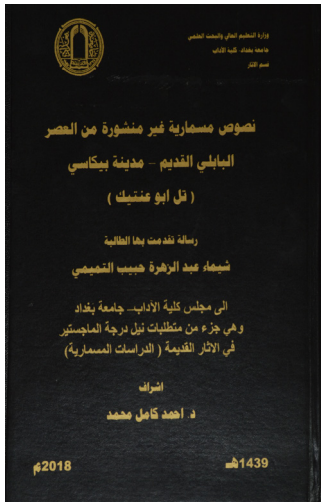 وزارة التعليم العالي والبحث العلمي
جامعة بغداد- كلية الآداب
قسم الآثار
نصوص مسمارية غير منشورة من العصر
البابلي القديم – مدينة بيكاسي
( تل ابو عنتيك )
رسالة تقدمت بها الطالبة
شيماء عبد الزهرة حبيب التميمي
الى مجلس كلية الآداب– جامعة بغداد
وهي جزء من متطلبات نيل درجة الماجستير
في الآثار القديمة ( الدراسات المسمارية)
اشراف
د. احمد كامل محمد
1439هـ 2018م